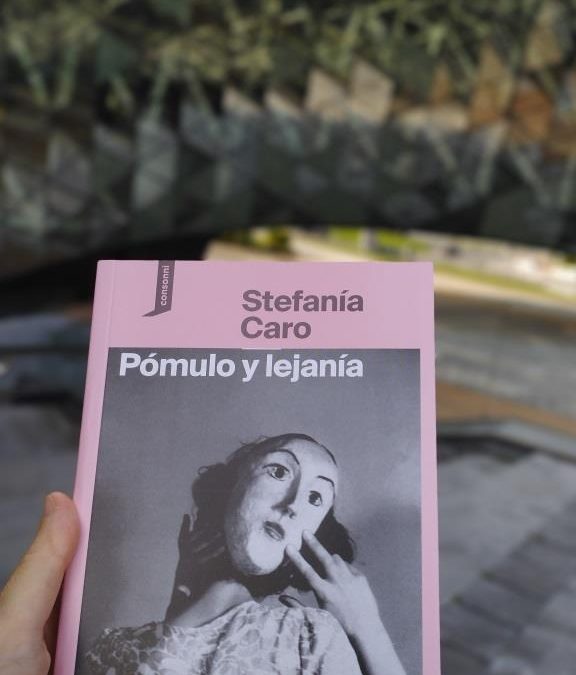 consonni
Stefanía
Caro
Pómulo y lejanía